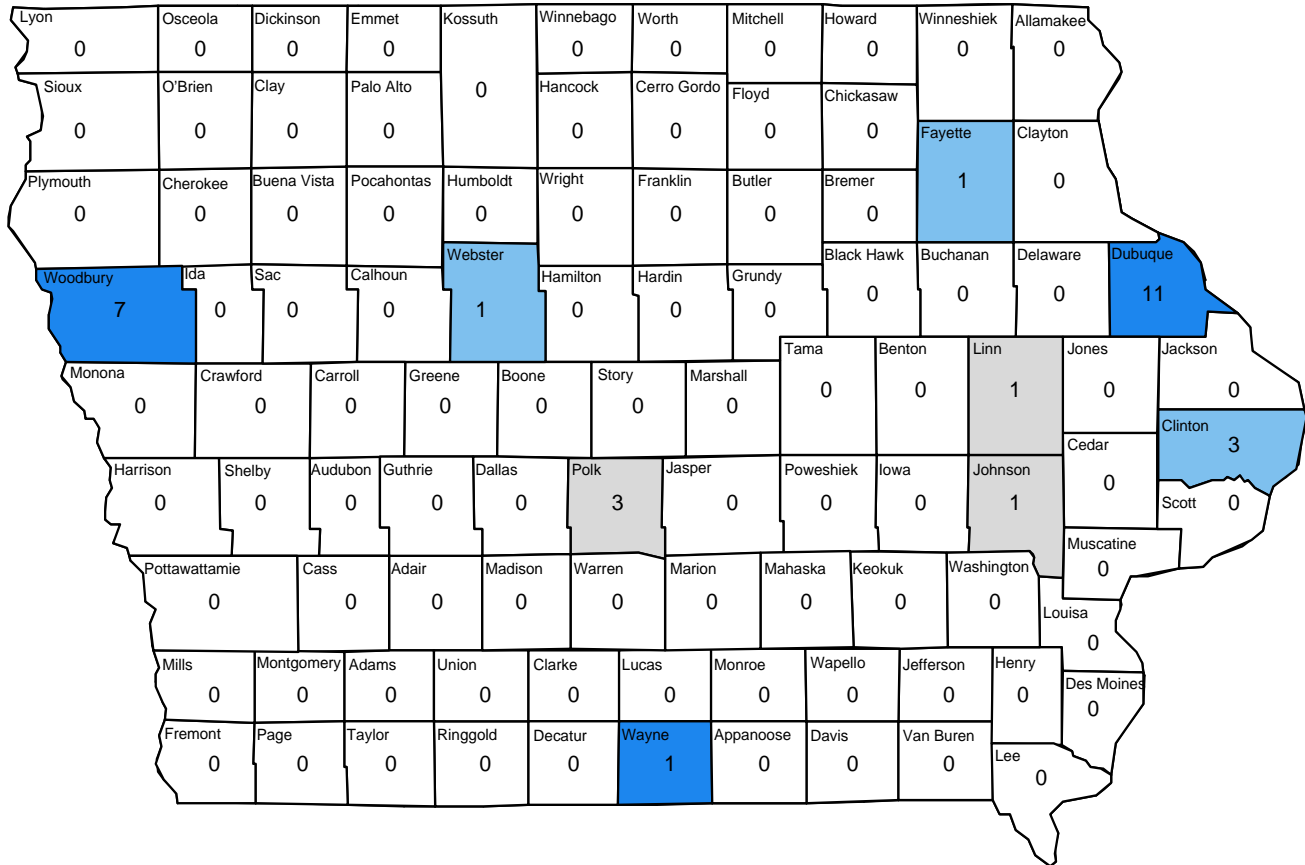 Lyon
0
Osceola
0
Dickinson
0
Emmet
0
Kossuth
0
Winnebago
0
Worth
0
Mitchell
0
Howard
0
Winneshiek
0
Allamakee
0
Sioux
0
O'Brien
0
Clay
0
Palo Alto
0
Hancock
0
Cerro Gordo
0
Floyd
0
Chickasaw
0
Fayette
1
Clayton
0
Plymouth
0
Cherokee
0
Buena Vista
0
Pocahontas
0
Humboldt
0
Wright
0
Franklin
0
Butler
0
Bremer
0
Woodbury
7
Ida
0
Sac
0
Calhoun
0
Webster
1
Hamilton
0
Hardin
0
Grundy
0
Black Hawk
0
Buchanan
0
Delaware
0
Dubuque
11
Monona
0
Crawford
0
Carroll
0
Greene
0
Boone
0
Story
0
Marshall
0
Tama
0
Benton
0
Linn
1
Jones
0
Jackson
0
Clinton
3
Harrison
0
Shelby
0
Audubon
0
Guthrie
0
Dallas
0
Polk
3
Jasper
0
Poweshiek
0
Iowa
0
Johnson
1
Cedar
0
Scott
0
Muscatine
0
Pottawattamie
0
Cass
0
Adair
0
Madison
0
Warren
0
Marion
0
Mahaska
0
Keokuk
0
Washington
0
Louisa
0
Mills
0
Montgomery
0
Adams
0
Union
0
Clarke
0
Lucas
0
Monroe
0
Wapello
0
Jefferson
0
Henry
0
Des Moines
0
Fremont
0
Page
0
Taylor
0
Ringgold
0
Decatur
0
Wayne
1
Appanoose
0
Davis
0
Van Buren
0
Lee
0